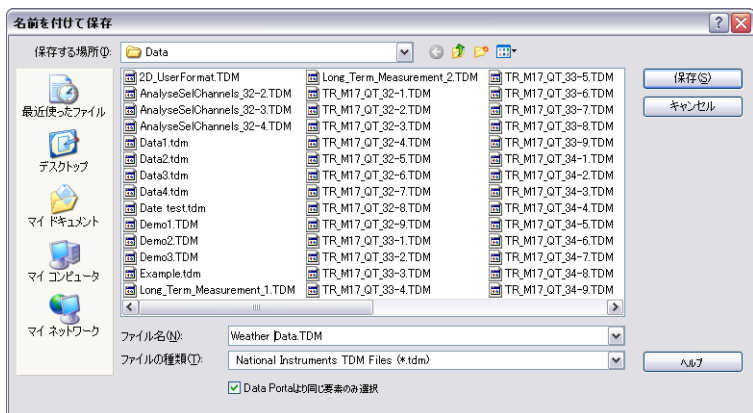 名前を付けて保存
保存する場所(I):
Data
最近使ったファイル
デスクトップ
マイ ドキュメント
マイ コンピュータ
マイ ネットワーク
2D_UserFormat.TDM
AnalyseSelChannels_32-2.TDM
AnalyseSelChannels_32-3.TDM
AnalyseSelChannels_32-4.TDM
Data1.tdm
Data2.tdm
Data3.tdm
Data4.tdm
Date test.tdm
Demo1.TDM
Demo2.TDM
Demo3.TDM
Example.tdm
Long_Term_Measurement_1.TDM
Long_Term_Measurement_2.TDM
TR_M17_QT_32-1.TDM
TR_M17_QT_32-2.TDM
TR_M17_QT_32-3.TDM
TR_M17_QT_32-4.TDM
TR_M17_QT_32-5.TDM
TR_M17_QT_32-6.TDM
TR_M17_QT_32-7.TDM
TR_M17_QT_32-8.TDM
TR_M17_QT_32-9.TDM
TR_M17_QT_33-1.TDM
TR_M17_QT_33-2.TDM
TR_M17_QT_33-3.TDM
TR_M17_QT_33-4.TDM
TR_M17_QT_33-5.TDM
TR_M17_QT_33-6.TDM
TR_M17_QT_33-7.TDM
TR_M17_QT_33-8.TDM
TR_M17_QT_33-9.TDM
TR_M17_QT_34-1.TDM
TR_M17_QT_34-2.TDM
TR_M17_QT_34-3.TDM
TR_M17_QT_34-4.TDM
TR_M17_QT_34-5.TDM
TR_M17_QT_34-6.TDM
TR_M17_QT_34-7.TDM
TR_M17_QT_34-8.TDM
TR_M17_QT_34-9.TDM
保存(S)
キャンセル
ファイル名(N):
Weather Data.TDM
ファイルの種類(T):
National Instruments TDM Files (*.tdm)
ヘルプ
Data Portalより同じ要素のみ選択